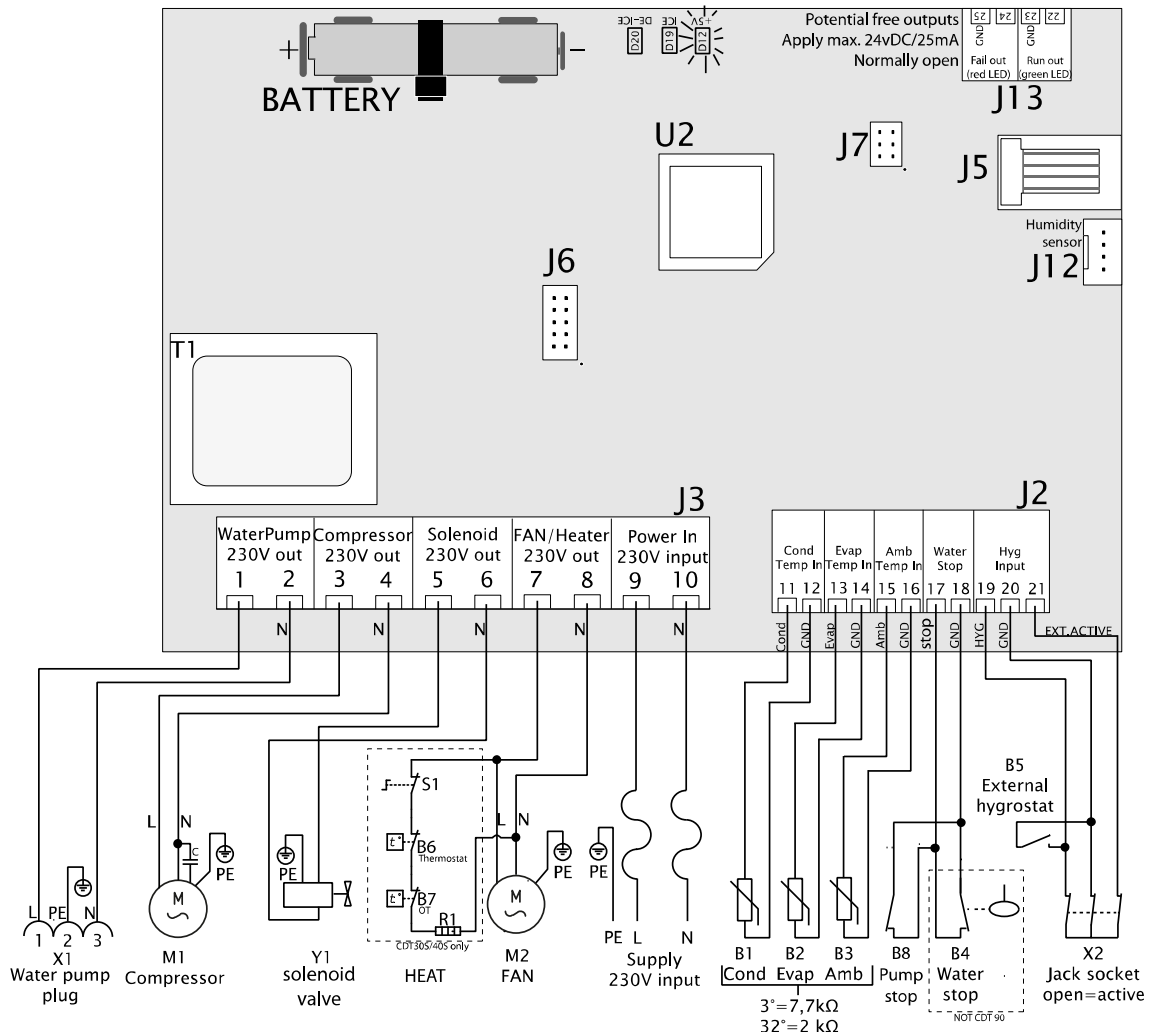 DE-ICE
ICE
+5V
D20
D19
D12
Potential free outputs
Apply max. 24vDC/25mA
Normally open
25
24
23
22
GND
GND
Fail out
(red LED)
Run out
(green LED)
J13
+
−
BATTERY
U2
J7
J5
Humidity
sensor
J12
J6
T1
J3
J2
WaterPump
230V out
Compressor
230V out
Solenoid
230V out
FAN/Heater
230V out
Power In
230V input
1 2 3 4 5 6 7 8 9 10
Cond
Temp In
Evap
Temp In
Amb
Temp In
Water
Stop
Hyg
Input
11 12 13 14 15 16 17 18 19 20 21
N
N
N
N
N
Cond
GND
Evap
GND
Amb
GND
stop
GND
HYG
GND
EXT.ACTIVE
L PE N
1 2 3
X1
Water pump
plug
L N
C
PE
M
~
M1
Compressor
PE
Y1
solenoid
valve
S1
t°
B6
Thermostat
t°
B7
OT
R1
CDT30S/40S only
HEAT
L N
PE
M
~
M2
FAN
PE
PE L N
Supply
230V input
B1
Cond
B2
Evap
B3
Amb
3°=7,7kΩ
32°=2 kΩ
B8
Pump
stop
B4
Water
stop
NOT CDT 90
B5
External
hygrostat
X2
Jack socket
open=active